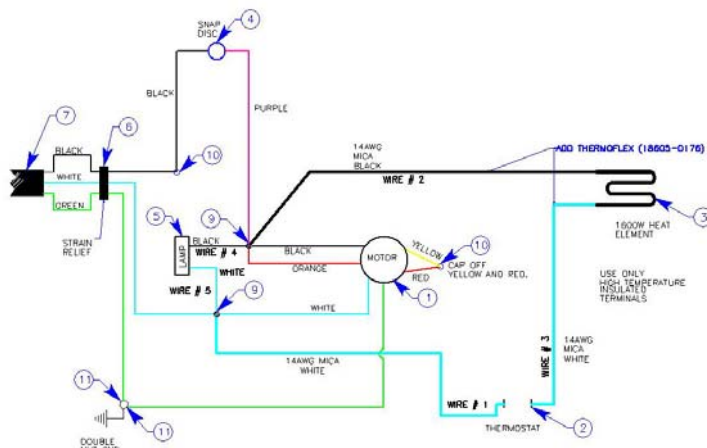 SNAP
DISC
4
BLACK
PURPLE
7
6
BLACK
WHITE
GREEN
STRAIN
RELIEF
10
14AWG
MICA
BLACK
WIRE # 2
ADD THERMOFLEX (18605-0176)
3
1600W HEAT
ELEMENT
USE ONLY
HIGH TEMPERATURE
INSULATED
TERMINALS
5
LAMP
9
BLACK
WIRE # 4
BLACK
ORANGE
MOTOR
YELLOW
RED
10
CAP OFF
YELLOW AND RED.
1
WHITE
WIRE # 5
9
WHITE
14AWG MICA
WHITE
WIRE # 3
14AWG
MICA
WHITE
WIRE # 1
THERMOSTAT
2
11
11
DOUBLE